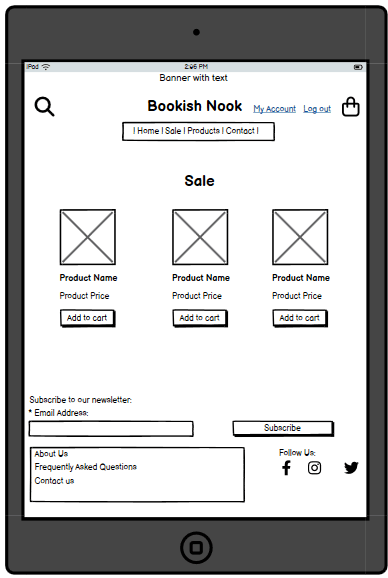 iPad 2:06 PM
Banner with text
Bookish Nook My Account Log out
| Home | Sale | Products | Contact |
Sale
Product Name Product Name Product Name
Product Price Product Price Product Price
Add to cart Add to cart Add to cart
Subscribe to our newsletter:
* Email Address:
Subscribe
About Us
Frequently Asked Questions
Contact us
Follow Us: